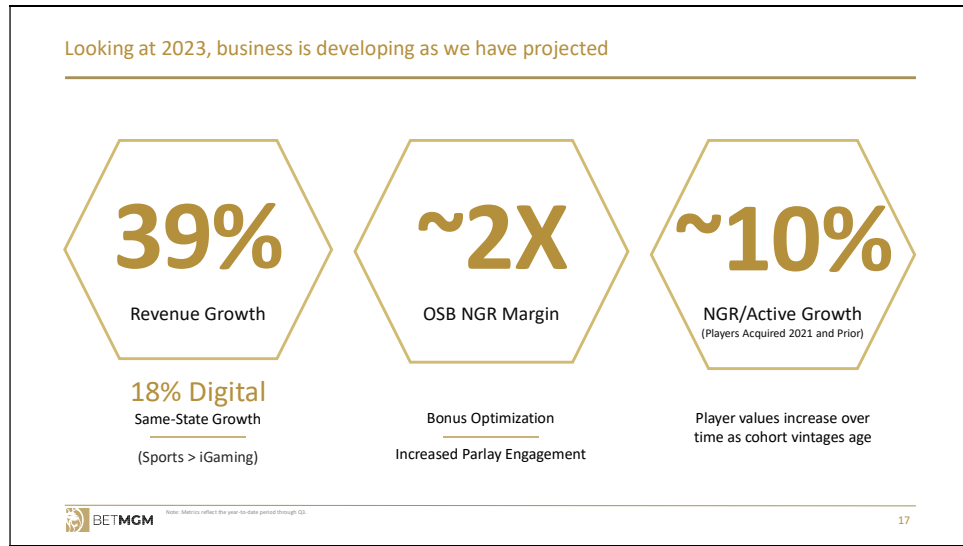 Looking at 2023, business is developing as we have projected
39%
Revenue Growth
18% Digital
Same-State Growth
(Sports > iGaming)
~2X
OSB NGR Margin
Bonus Optimization
Increased Parlay Engagement
~10%
NGR/Active Growth
(Players Acquired 2021 and Prior)
Player values increase over
time as cohort vintages age
BETMGM
Note: Metrics reflect the year-to-date period through Q3.
17